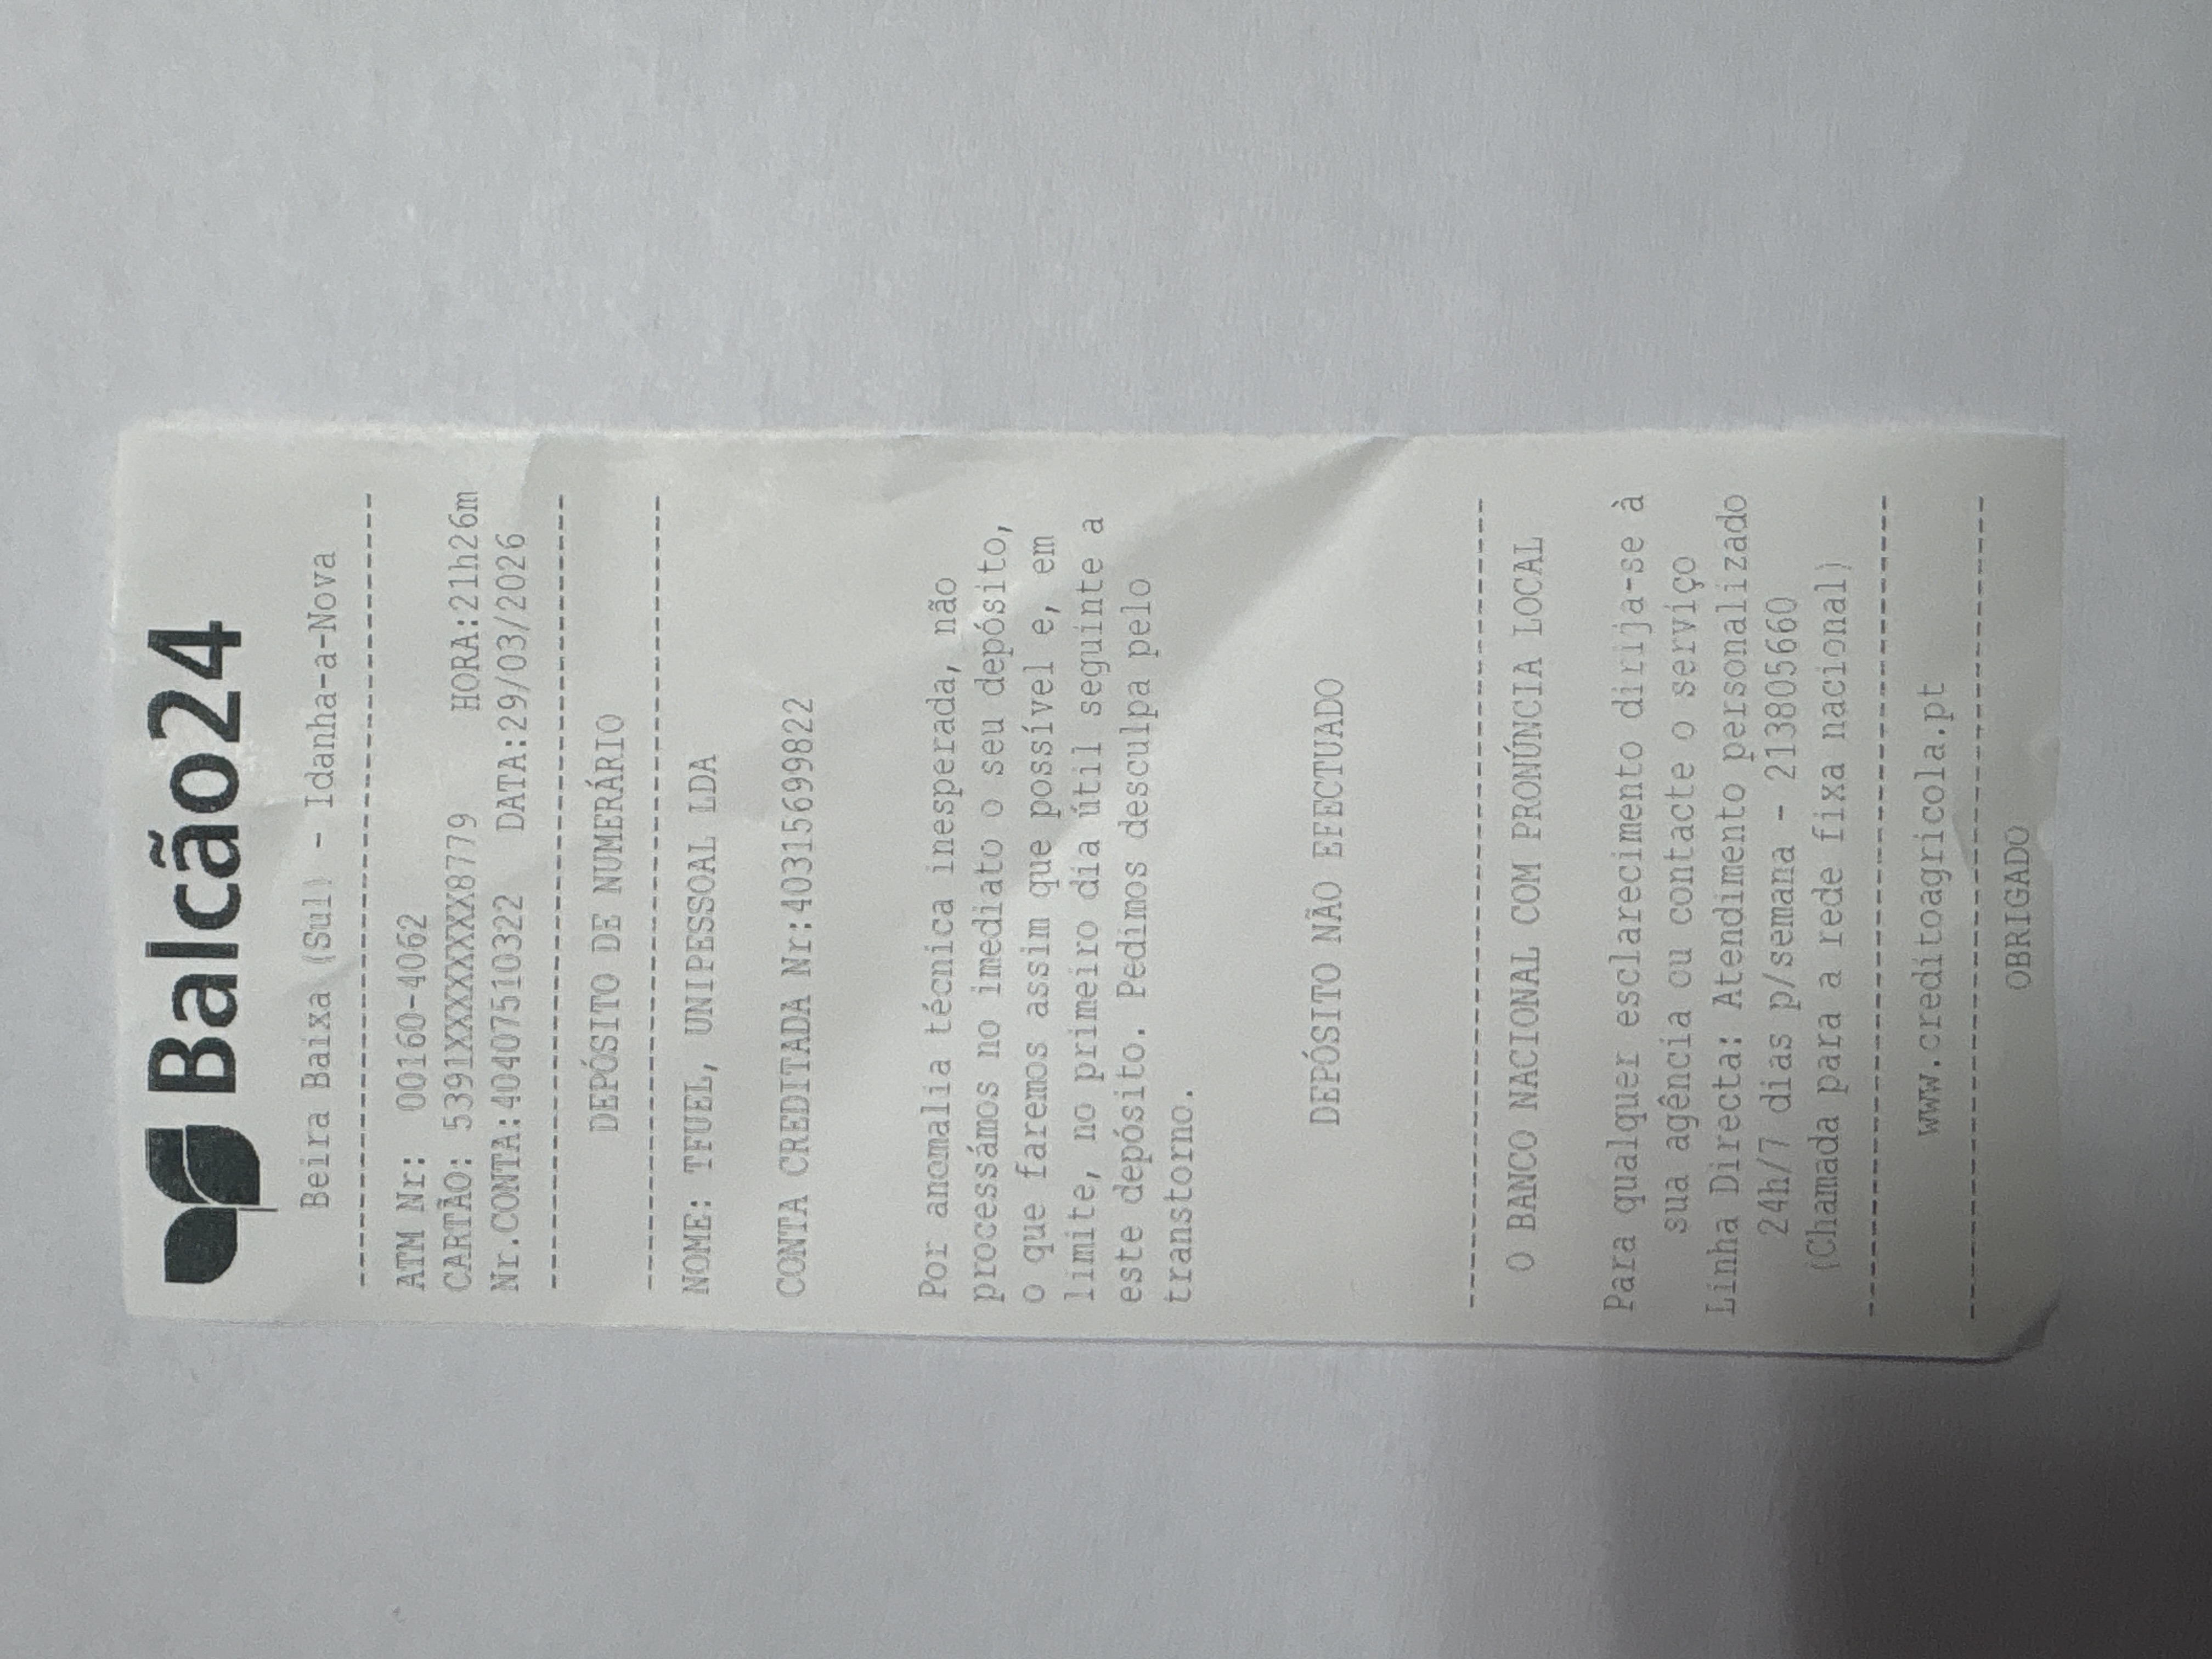 Balcão24
Beira Baixa (Sul) - Idanha-a-Nova
ATM Nr: 00160-4062
CARTÃO: 5391XXXXXXXX8779 HORA:21h26m
Nr.CONTA:40407510322 DATA:29/03/2026
DEPÓSITO DE NUMERÁRIO
NOME: TFUEL, UNIPESSOAL LDA
CONTA CREDITADA Nr:40315699822
Por anomalia técnica inesperada, não
processámos no imediato o seu depósito,
o que faremos assim que possível e, em
limite, no primeiro dia útil seguinte a
este depósito. Pedimos desculpa pelo
transtorno.
DEPÓSITO NÃO EFECTUADO
O BANCO NACIONAL COM PRONÚNCIA LOCAL
Para qualquer esclarecimento dirija-se à
sua agência ou contacte o serviço
Linha Directa: Atendimento personalizado
24h/7 dias p/semana - 213805660
(Chamada para a rede fixa nacional)
www.creditoagricola.pt
OBRIGADO